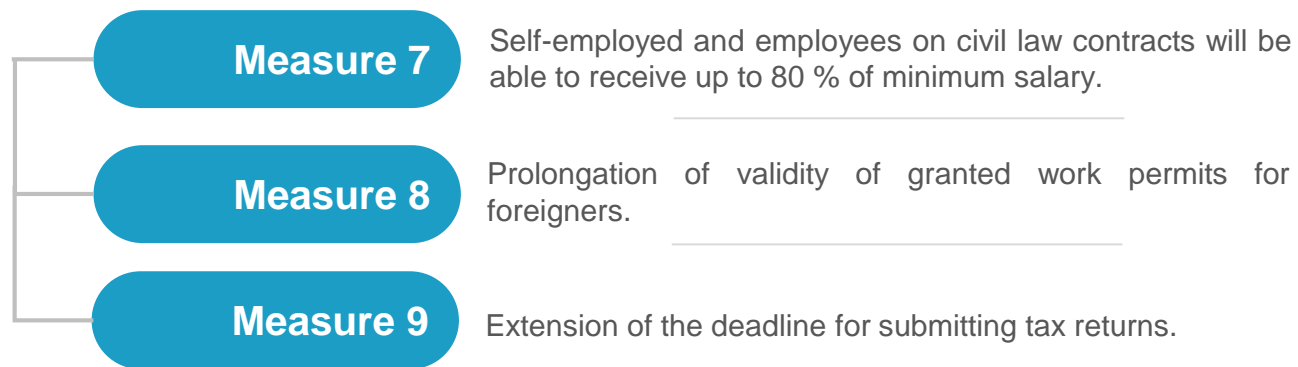 Measure 7
Self-employed and employees on civil law contracts will be
able to receive up to 80 % of minimum salary.
Measure 8
Prolongation of validity of granted work permits for
foreigners.
Measure 9
Extension of the deadline for submitting tax returns.